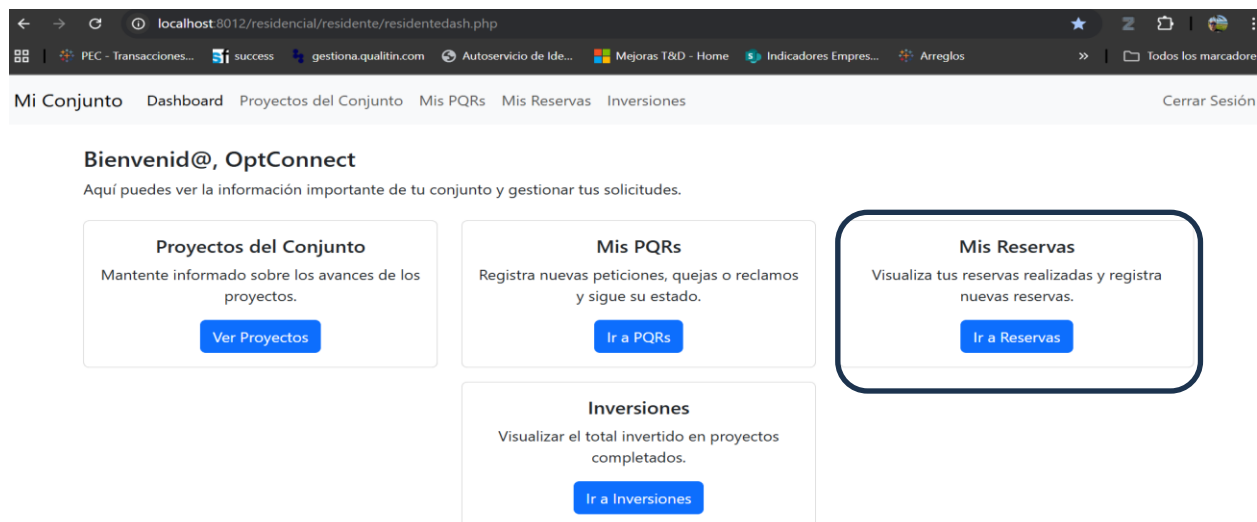 localhost:8012/residencial/residente/residentedash.php
PEC - Transacciones... success gestiona.qualitin.com Autoservicio de Ide... Mejoras T&D - Home Indicadores Empres... Arreglos » Todos los marcadore
Mi Conjunto Dashboard Proyectos del Conjunto Mis PQRs Mis Reservas Inversiones Cerrar Sesión
Bienvenid@, OptConnect
Aquí puedes ver la información importante de tu conjunto y gestionar tus solicitudes.
Proyectos del Conjunto
Mantente informado sobre los avances de los
proyectos.
Ver Proyectos
Mis PQRs
Registra nuevas peticiones, quejas o reclamos
y sigue su estado.
Ir a PQRs
Mis Reservas
Visualiza tus reservas realizadas y registra
nuevas reservas.
Ir a Reservas
Inversiones
Visualizar el total invertido en proyectos
completados.
Ir a Inversiones